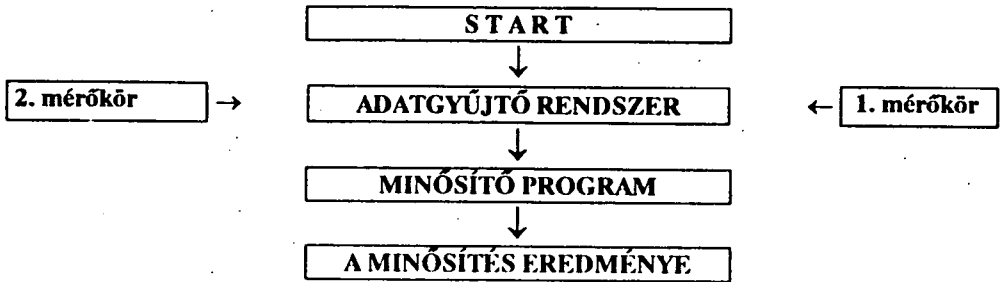 START
2. mérőkör
ADATGYŰJTŐ RENDSZER
1. mérőkör
MINŐSÍTŐ PROGRAM
A MINŐSÍTÉS EREDMÉNYE